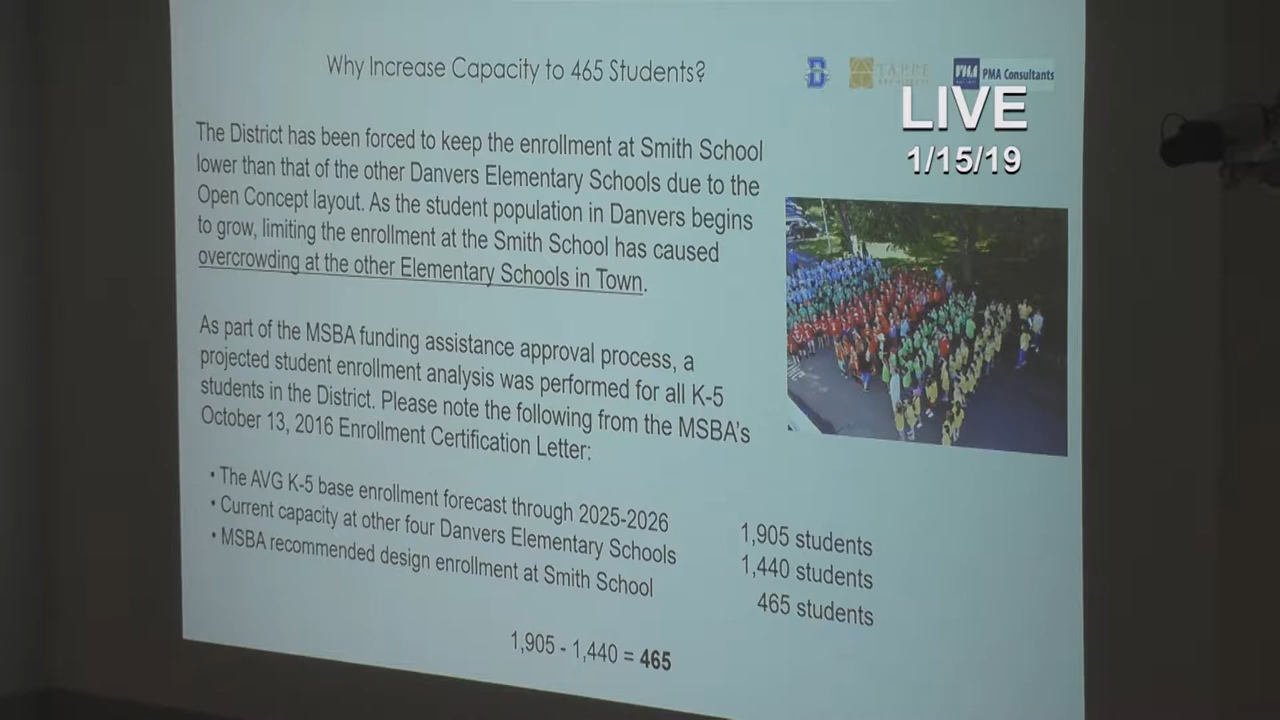 Why Increase Capacity to 465 Students?
PMA Consultants
LIVE
1/15/19
The District has been forced to keep the enrollment at Smith School
lower than that of the other Danvers Elementary Schools due to the
Open Concept layout. As the student population in Danvers begins
to grow, limiting the enrollment at the Smith School has caused
overcrowding at the other Elementary Schools in Town.
As part of the MSBA funding assistance approval process, a
projected student enrollment analysis was performed for all K-5
students in the District. Please note the following from the MSBA's
October 13, 2016 Enrollment Certification Letter:
• The AVG K-5 base enrollment forecast through 2025-2026 1,905 students
• Current capacity at other four Danvers Elementary Schools 1,440 students
• MSBA recommended design enrollment at Smith School 465 students
1,905 - 1,440 = 465